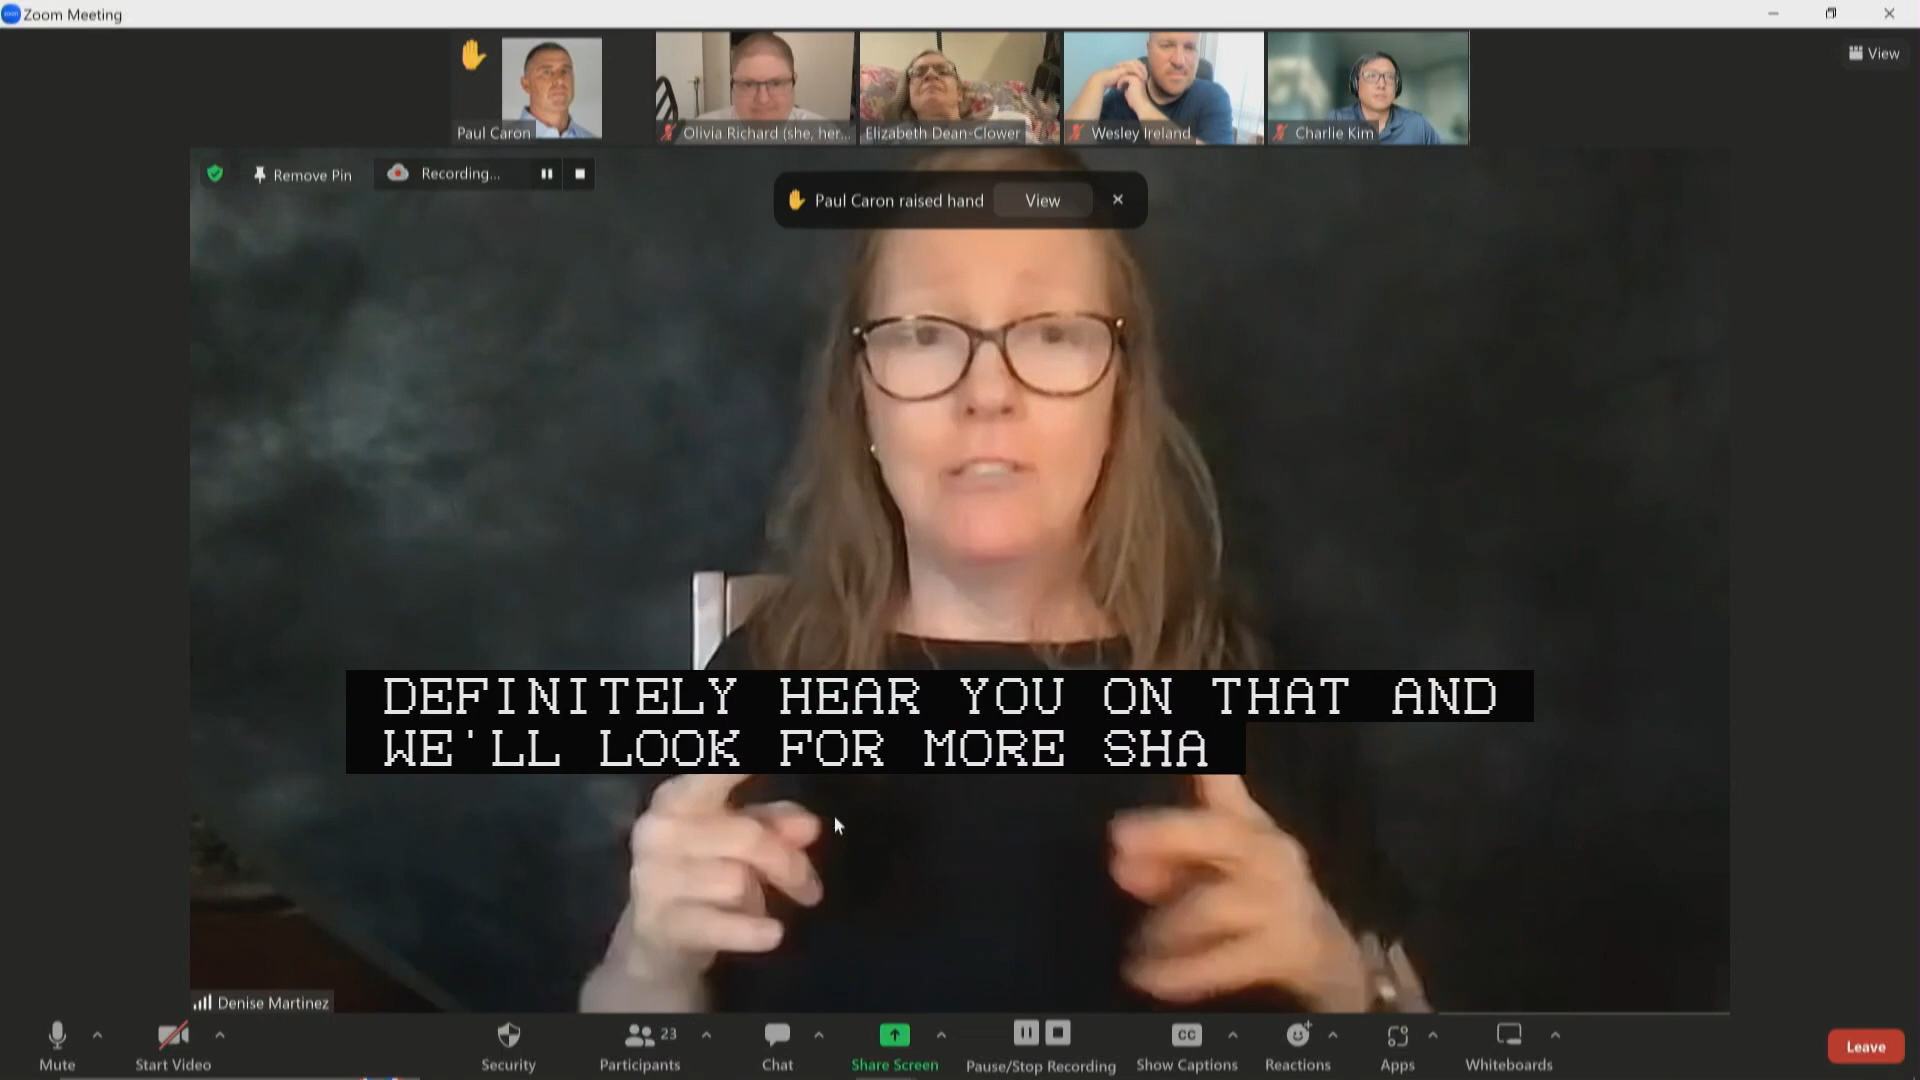 Zoom Meeting
View
Paul Caron
Olivia Richard (she, her...
Elizabeth Dean-Clower
Wesley Ireland
Charlie Kim
Remove Pin
Recording...
Paul Caron raised hand
View
DEFINITELY HEAR YOU ON THAT AND
WE'LL LOOK FOR MORE SHA
Denise Martinez
Mute
Start Video
Security
23
Participants
Chat
Share Screen
Pause/Stop Recording
CC
Show Captions
Reactions
Apps
Whiteboards
Leave